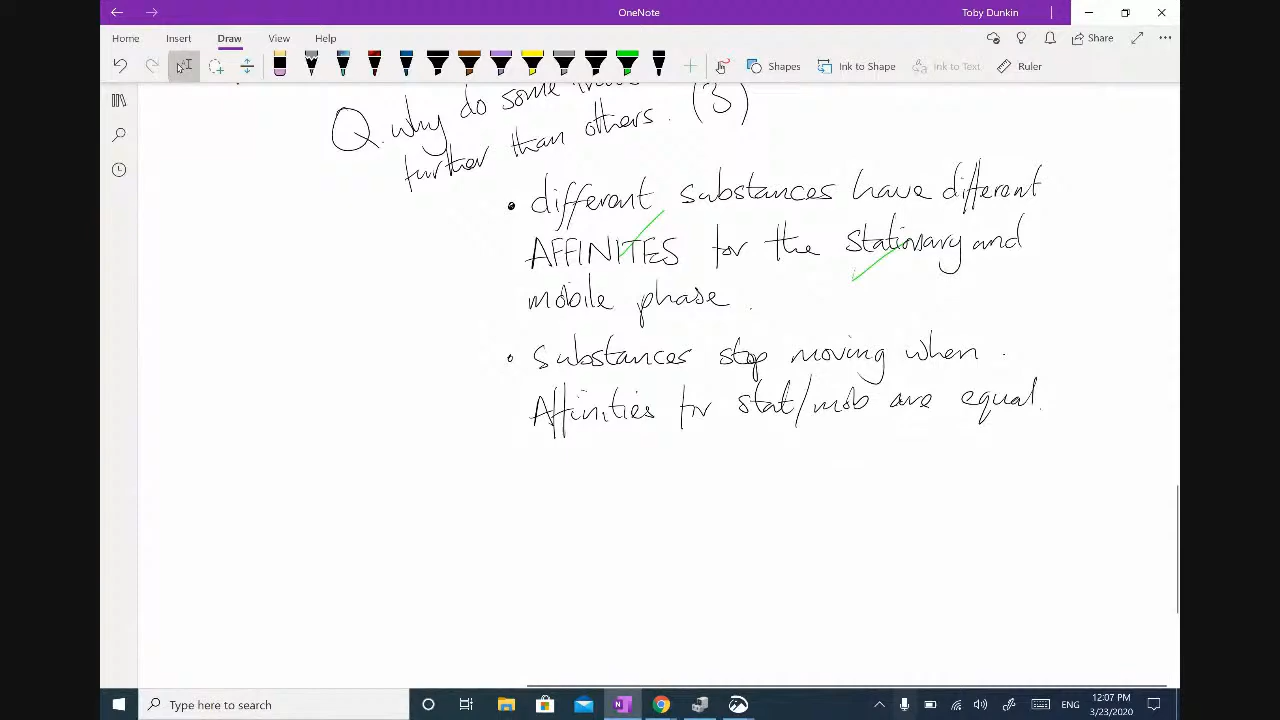 OneNote
Toby Dunkin
Home Insert Draw View Help
Share
Shapes
Ink to Shape
Ink to Text
Ruler
Q. why do some
further than others. (3)
• different substances have different
AFFINITES for the stationary and
mobile phase.
• substances stop moving when
Affinities for stat/mob are equal.
Type here to search
ENG
12:07 PM
3/23/2020